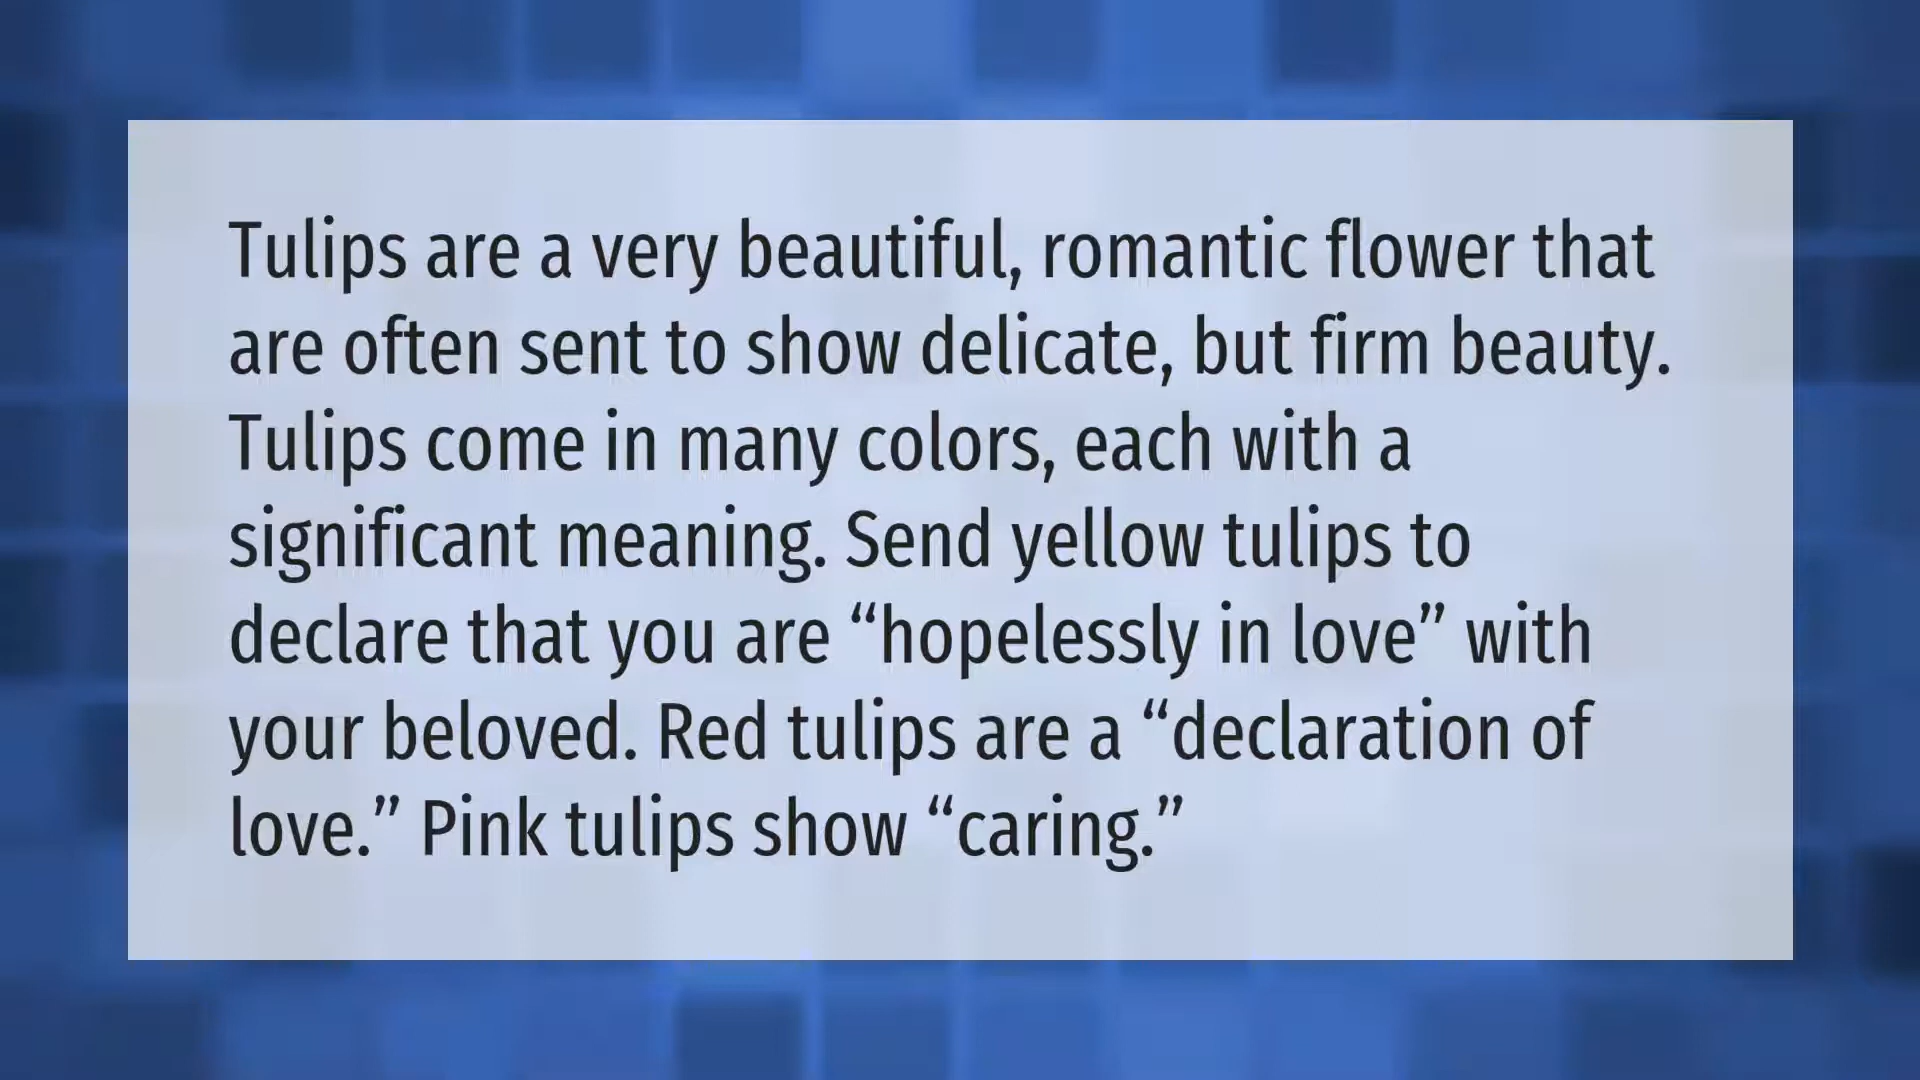 Tulips are a very beautiful, romantic flower that
are often sent to show delicate, but firm beauty.
Tulips come in many colors, each with a
significant meaning. Send yellow tulips to
declare that you are “hopelessly in love” with
your beloved. Red tulips are a “declaration of
love.” Pink tulips show “caring.”